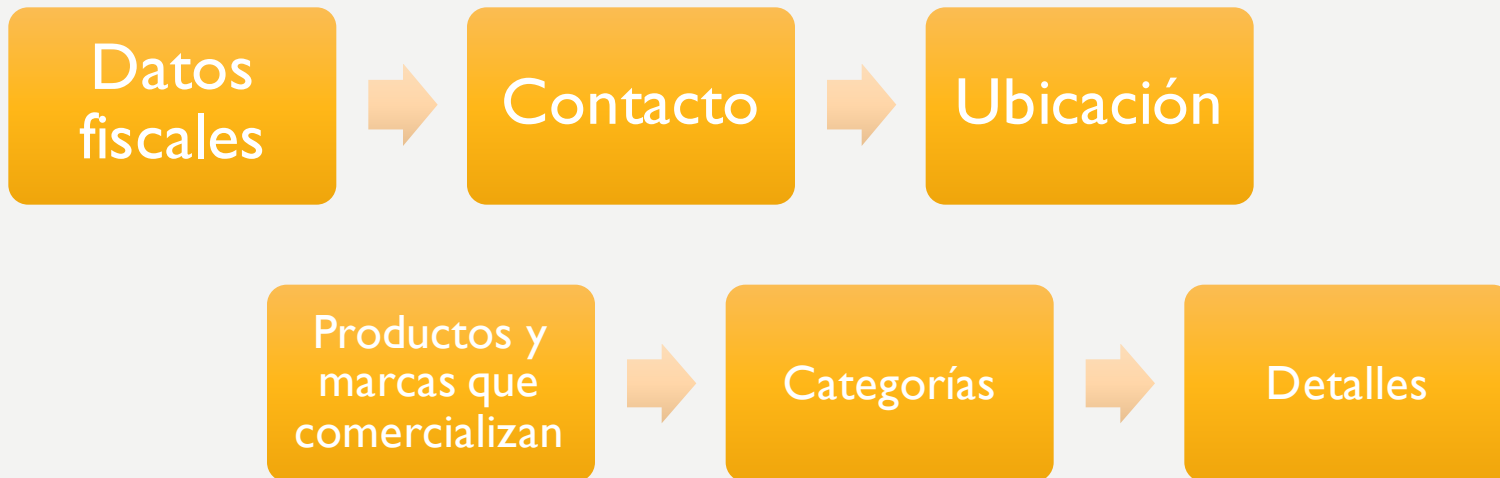 Datos
fiscales
Contacto
Ubicación
Productos y
marcas que
comercializan
Categorías
Detalles